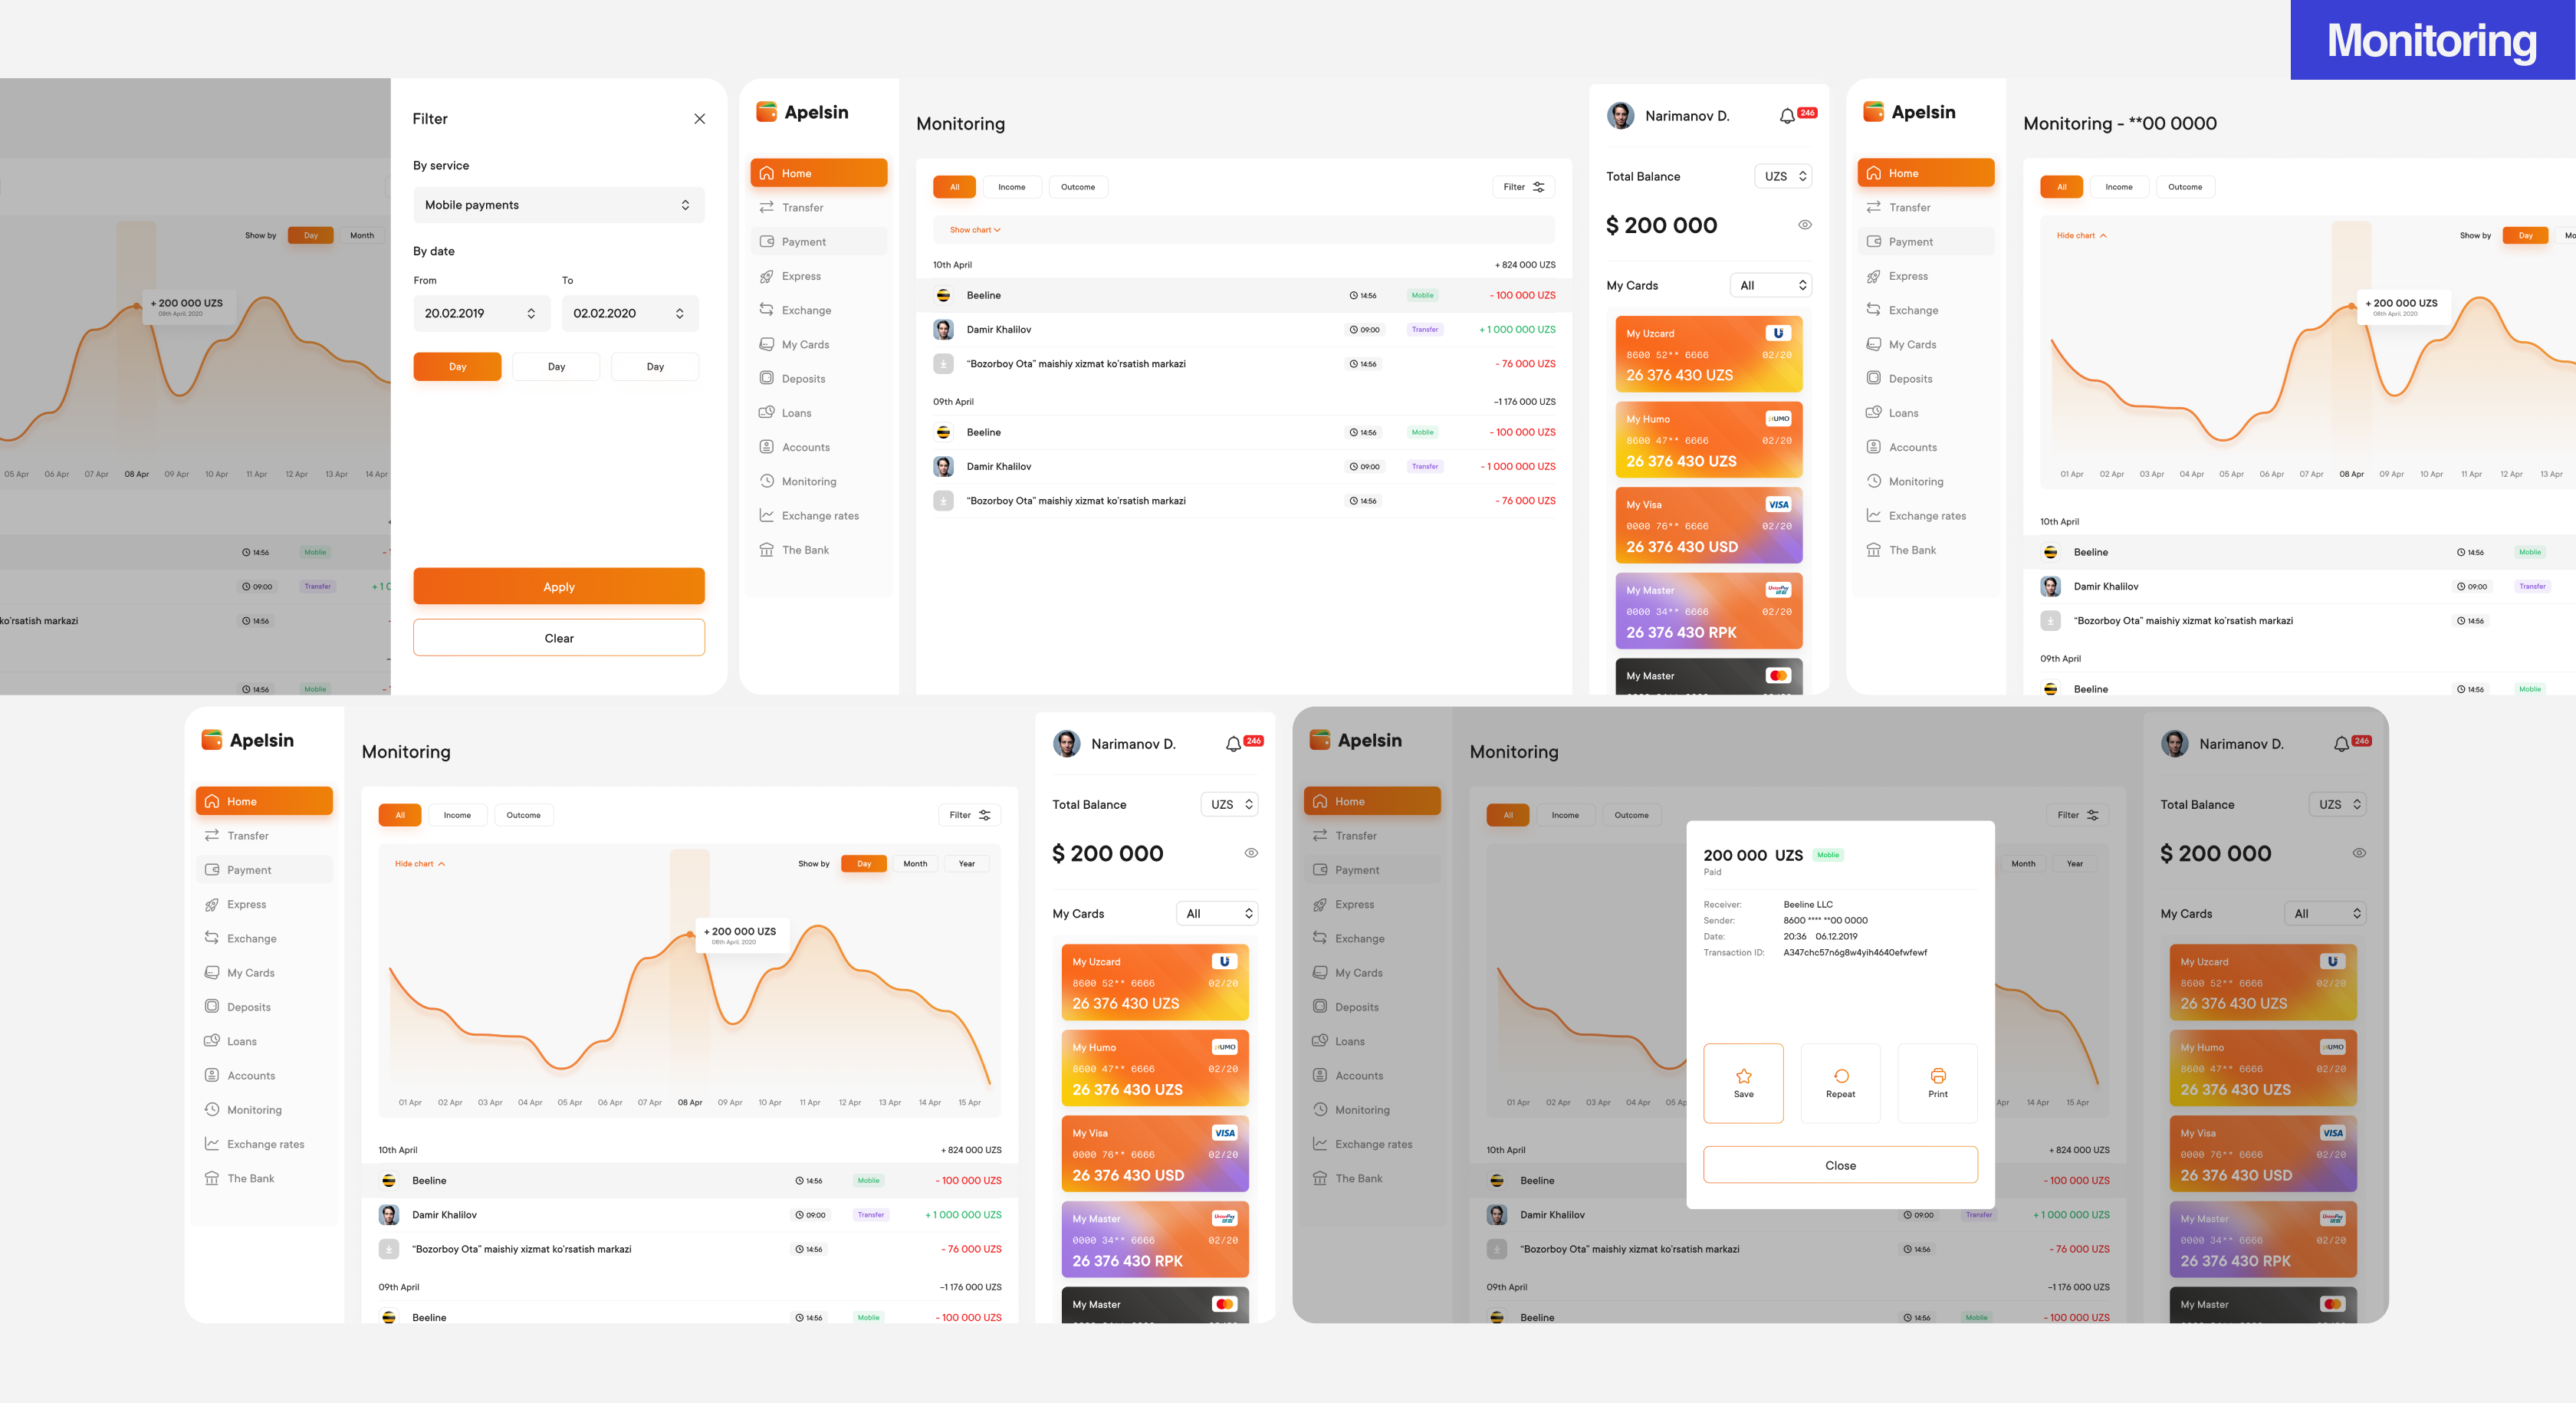 Monitoring
Filter
By service
Mobile payments
By date
From To
20.02.2019 02.02.2020
Day Day Day
Apply
Clear
Show by Day Month
+ 200 000 UZS
08th April, 2020
05 Apr 06 Apr 07 Apr 08 Apr 09 Apr 10 Apr 11 Apr 12 Apr 13 Apr 14 Apr
14:56 Moblie
09:00 Transfer + 1 0
ko'rsatish markazi 14:56
14:56 Moblie
Apelsin
Home
Transfer
Payment
Express
Exchange
My Cards
Deposits
Loans
Accounts
Monitoring
Exchange rates
The Bank
Monitoring
All Income Outcome Filter
Show chart
10th April + 824 000 UZS
Beeline 14:56 Moblie - 100 000 UZS
Damir Khalilov 09:00 Transfer + 1 000 000 UZS
“Bozorboy Ota” maishiy xizmat ko'rsatish markazi 14:56 - 76 000 UZS
09th April –1 176 000 UZS
Beeline 14:56 Moblie - 100 000 UZS
Damir Khalilov 09:00 Transfer - 1 000 000 UZS
“Bozorboy Ota” maishiy xizmat ko'rsatish markazi 14:56 - 76 000 UZS
Narimanov D. 246
Total Balance UZS
$ 200 000
My Cards All
My Uzcard
8600 52** 6666 02/20
26 376 430 UZS
My Humo HUMO
8600 47** 6666 02/20
26 376 430 UZS
My Visa VISA
0000 76** 6666 02/20
26 376 430 USD
My Master UnionPay
0000 34** 6666 02/20
26 376 430 RPK
My Master
Apelsin
Home
Transfer
Payment
Express
Exchange
My Cards
Deposits
Loans
Accounts
Monitoring
Exchange rates
The Bank
Monitoring - **00 0000
All Income Outcome
Hide chart Show by Day Mo
+ 200 000 UZS
08th April, 2020
01 Apr 02 Apr 03 Apr 04 Apr 05 Apr 06 Apr 07 Apr 08 Apr 09 Apr 10 Apr 11 Apr 12 Apr 13 Apr
10th April
Beeline 14:56 Moblie
Damir Khalilov 09:00 Transfer
“Bozorboy Ota” maishiy xizmat ko'rsatish markazi 14:56
09th April
Beeline 14:56 Moblie
Apelsin
Home
Transfer
Payment
Express
Exchange
My Cards
Deposits
Loans
Accounts
Monitoring
Exchange rates
The Bank
Monitoring
All Income Outcome Filter
Hide chart Show by Day Month Year
+ 200 000 UZS
08th April, 2020
01 Apr 02 Apr 03 Apr 04 Apr 05 Apr 06 Apr 07 Apr 08 Apr 09 Apr 10 Apr 11 Apr 12 Apr 13 Apr 14 Apr 15 Apr
10th April + 824 000 UZS
Beeline 14:56 Moblie - 100 000 UZS
Damir Khalilov 09:00 Transfer + 1 000 000 UZS
“Bozorboy Ota” maishiy xizmat ko'rsatish markazi 14:56 - 76 000 UZS
09th April –1 176 000 UZS
Beeline 14:56 Moblie - 100 000 UZS
Narimanov D. 246
Total Balance UZS
$ 200 000
My Cards All
My Uzcard
8600 52** 6666 02/20
26 376 430 UZS
My Humo HUMO
8600 47** 6666 02/20
26 376 430 UZS
My Visa VISA
0000 76** 6666 02/20
26 376 430 USD
My Master UnionPay
0000 34** 6666 02/20
26 376 430 RPK
My Master
Apelsin
Home
Transfer
Payment
Express
Exchange
My Cards
Deposits
Loans
Accounts
Monitoring
Exchange rates
The Bank
Monitoring
All Income Outcome Filter
Month Year
01 Apr 02 Apr 03 Apr 04 Apr 05 Ap Apr 14 Apr 15 Apr
10th April + 824 000 UZS
Beeline - 100 000 UZS
Damir Khalilov 09:00 Transfer + 1 000 000 UZS
“Bozorboy Ota” maishiy xizmat ko'rsatish markazi 14:56 - 76 000 UZS
09th April –1 176 000 UZS
Beeline 14:56 Moblie - 100 000 UZS
200 000 UZS Moblie
Paid
Receiver: Beeline LLC
Sender: 8600 **** **00 0000
Date: 20:36 06.12.2019
Transaction ID: A347chc57n6g8w4yih4640efwfewf
Save Repeat Print
Close
Narimanov D. 246
Total Balance UZS
$ 200 000
My Cards All
My Uzcard
8600 52** 6666 02/20
26 376 430 UZS
My Humo HUMO
8600 47** 6666 02/20
26 376 430 UZS
My Visa VISA
0000 76** 6666 02/20
26 376 430 USD
My Master UnionPay
0000 34** 6666 02/20
26 376 430 RPK
My Master